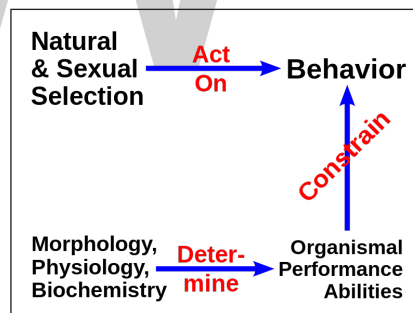 Natural
& Sexual
Selection
Act
On
Behavior
Constrain
Morphology,
Physiology,
Biochemistry
Deter-
mine
Organismal
Performance
Abilities